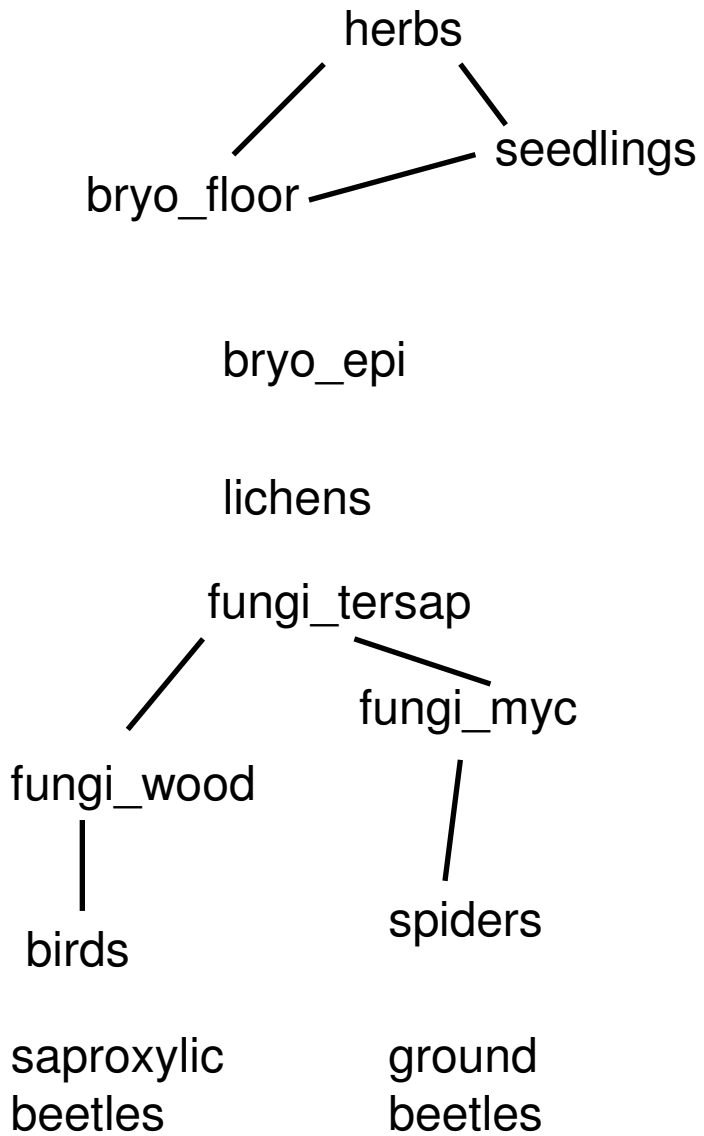 herbs
seedlings
bryo_floor
bryo_epi
lichens
fungi_tersap
fungi_myc
fungi_wood
spiders
birds
saproxylic
beetles
ground
beetles